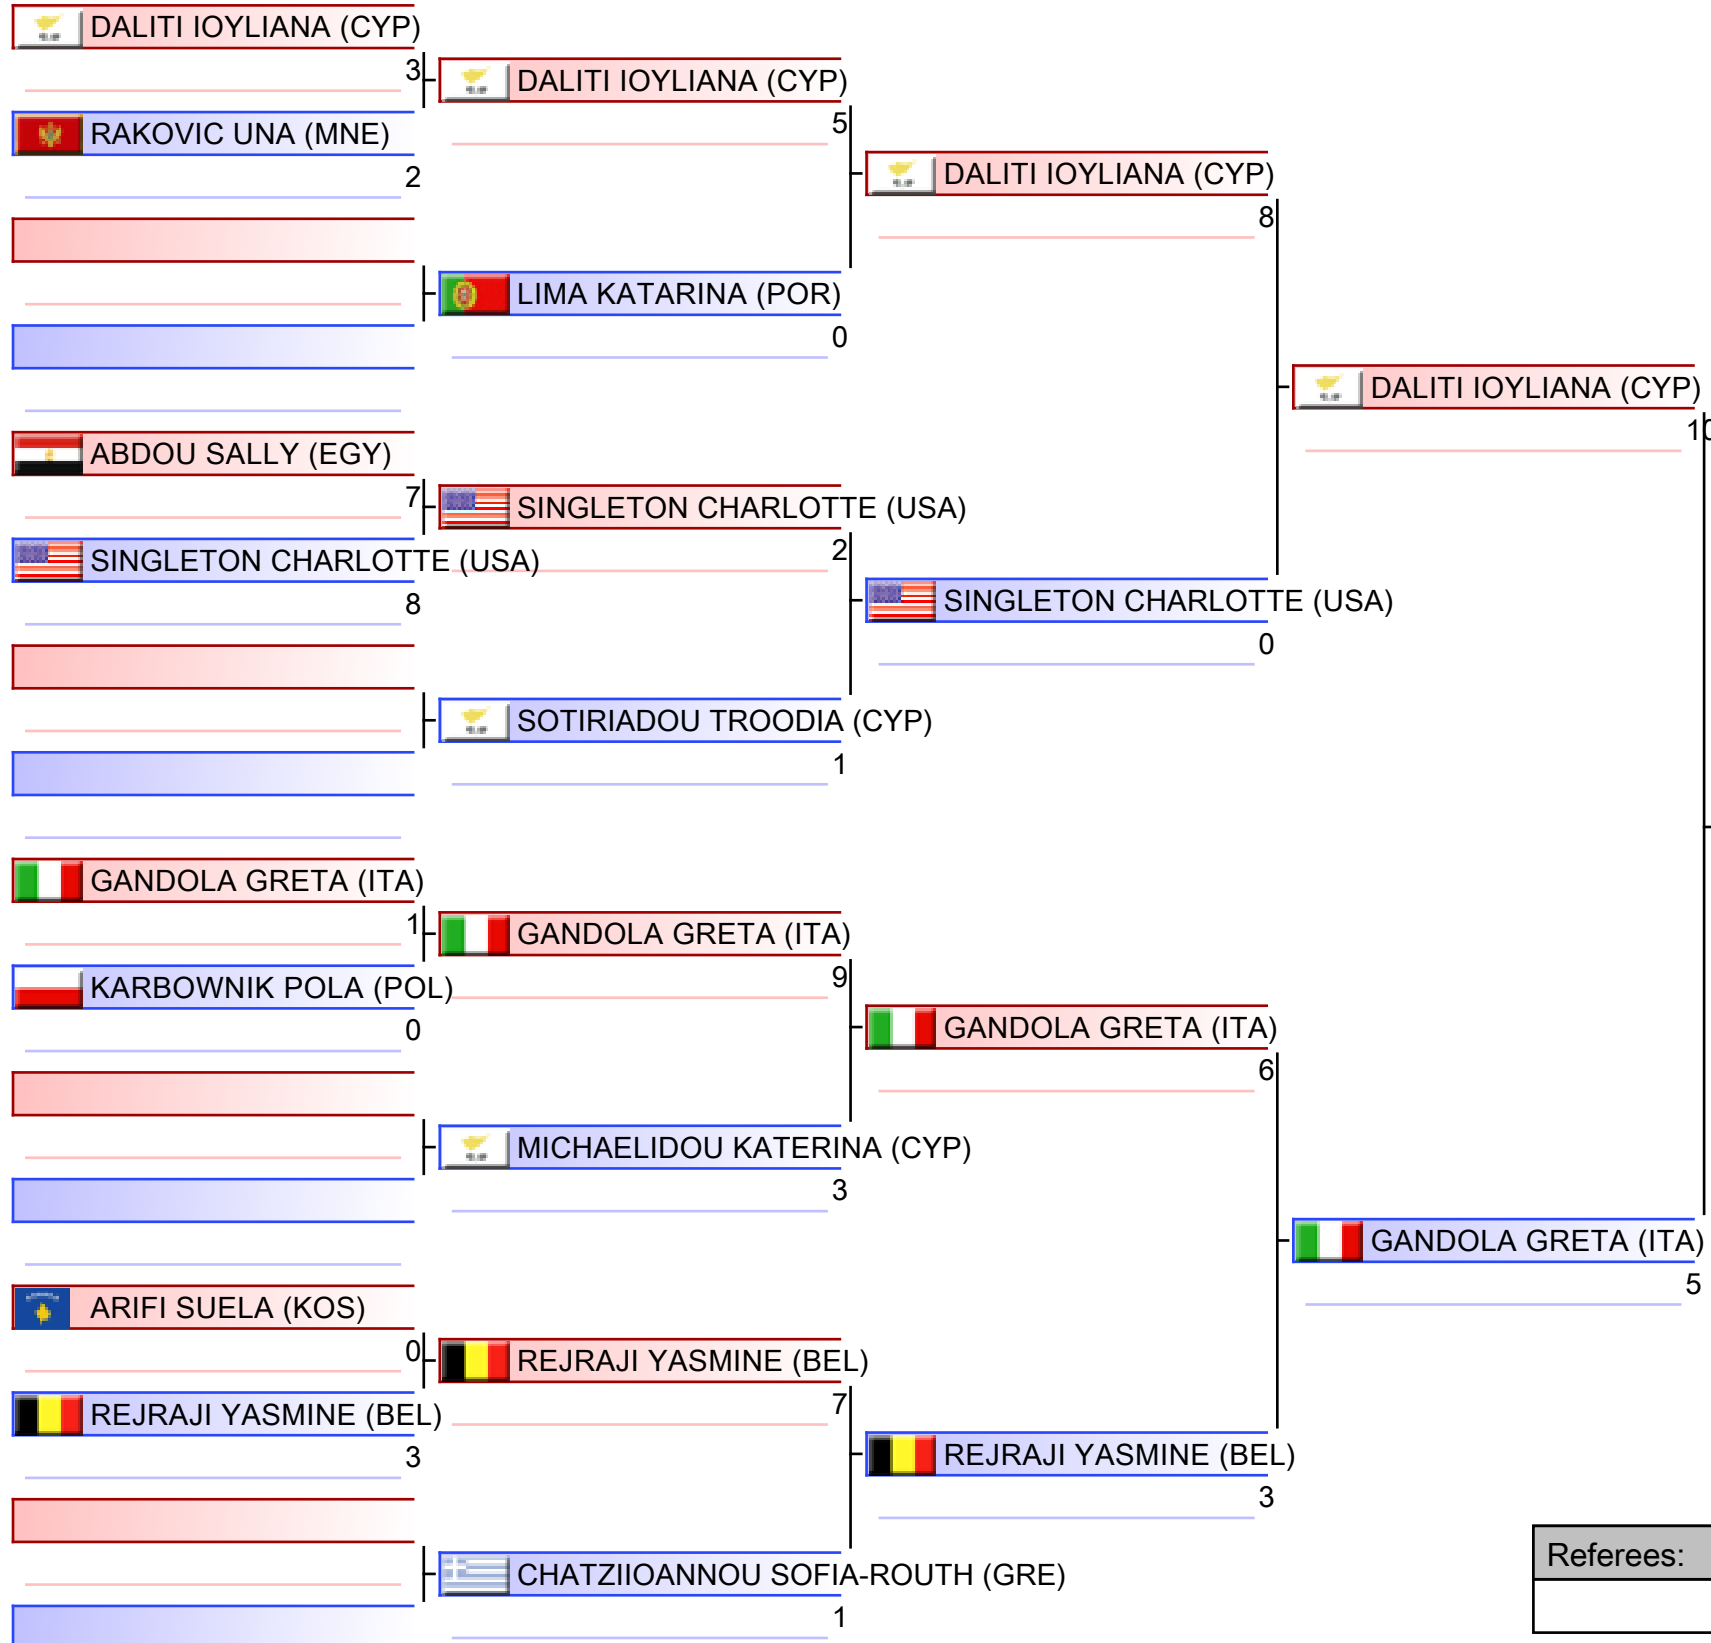 DALITI IOYLIANA (CYP)
3
RAKOVIC UNA (MNE)
2
DALITI IOYLIANA (CYP)
5
LIMA KATARINA (POR)
0
ABDOU SALLY (EGY)
7
SINGLETON CHARLOTTE (USA)
8
SINGLETON CHARLOTTE (USA)
2
SOTIRIADOU TROODIA (CYP)
1
DALITI IOYLIANA (CYP)
8
SINGLETON CHARLOTTE (USA)
0
GANDOLA GRETA (ITA)
1
KARBOWNIK POLA (POL)
0
GANDOLA GRETA (ITA)
9
MICHAELIDOU KATERINA (CYP)
3
ARIFI SUELA (KOS)
0
REJRAJI YASMINE (BEL)
3
REJRAJI YASMINE (BEL)
7
CHATZIIOANNOU SOFIA-ROUTH (GRE)
1
GANDOLA GRETA (ITA)
6
REJRAJI YASMINE (BEL)
3
DALITI IOYLIANA (CYP)
10
GANDOLA GRETA (ITA)
5
Referees: